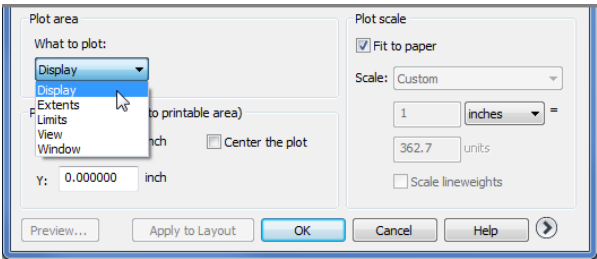 Plot area
What to plot:
Display
Display
Extents
Limits
View
Window
P
to printable area)
nch
Center the plot
Y: 0.000000 inch
Plot scale
Fit to paper
Scale: Custom
1 inches =
362.7 units
Scale lineweights
Preview... Apply to Layout OK Cancel Help